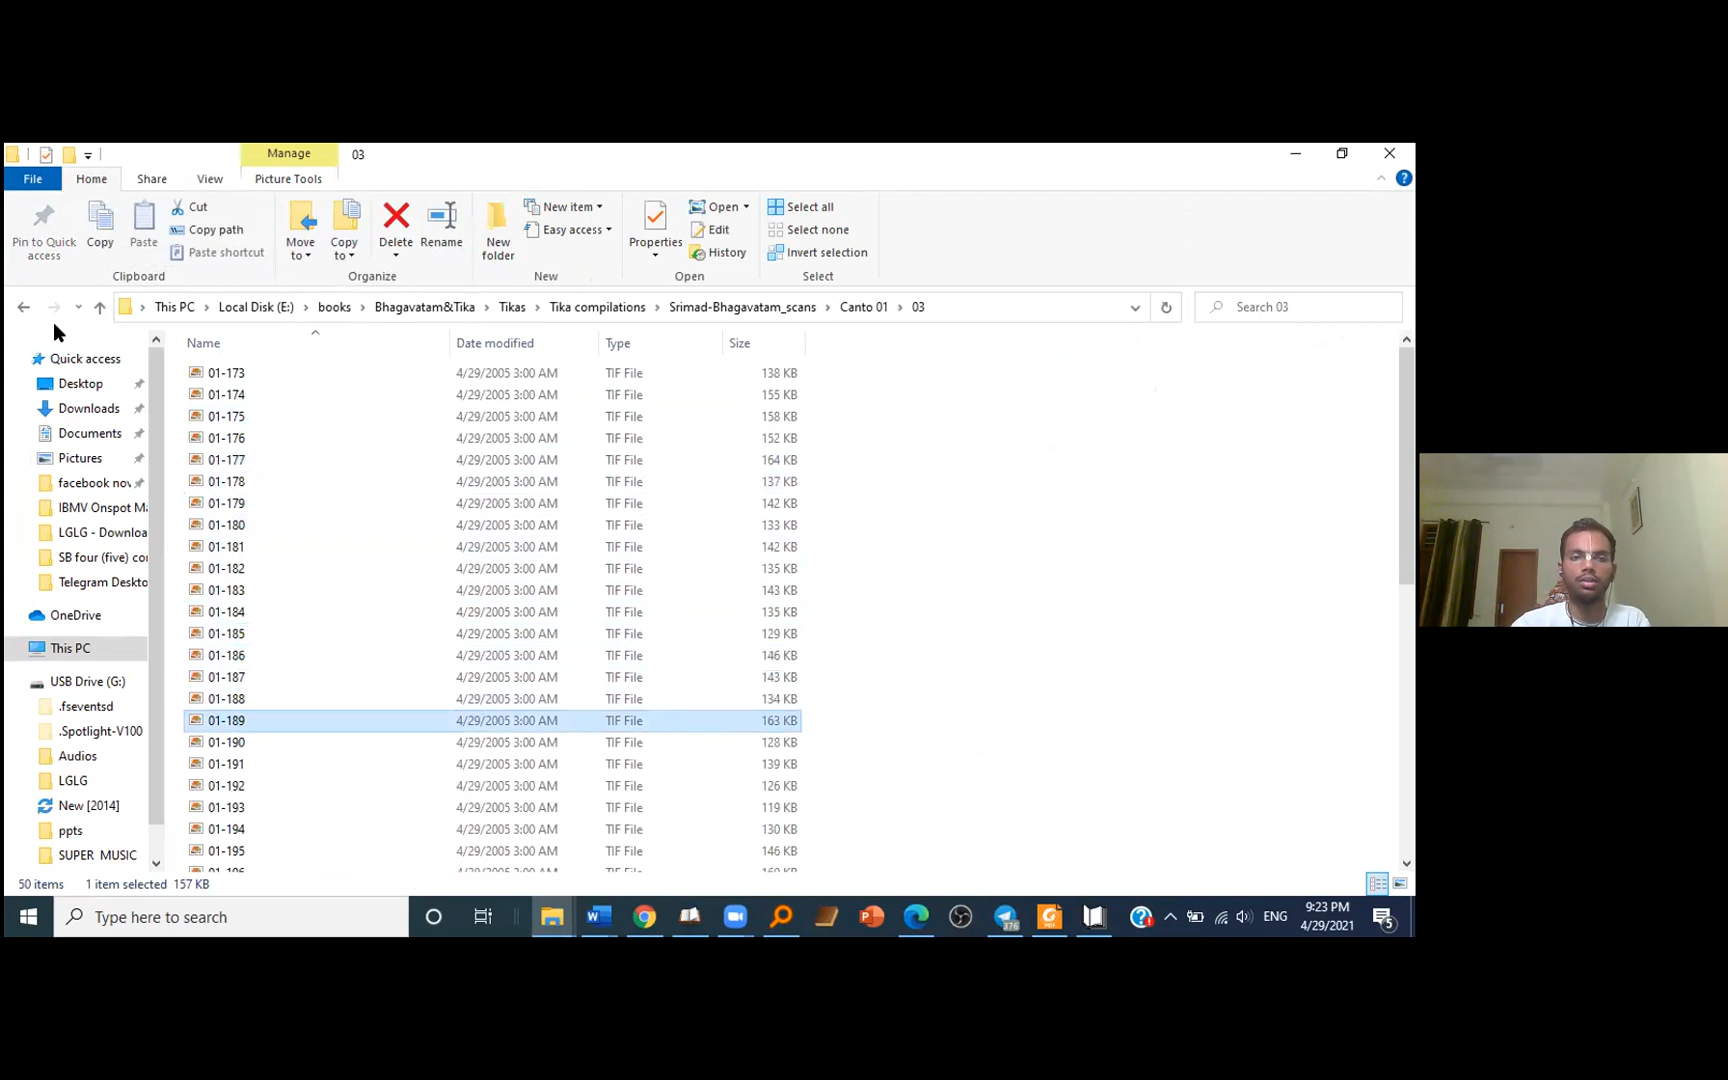 Manage 03
File Home Share View Picture Tools
Pin to Quick access
Copy
Paste
Cut
Copy path
Paste shortcut
Clipboard
Move to
Copy to
Delete
Rename
Organize
New folder
New item
Easy access
New
Properties
Open
Edit
History
Open
Select all
Select none
Invert selection
Select
This PC Local Disk (E:) books Bhagavatam&Tika Tikas Tika compilations Srimad-Bhagavatam_scans Canto 01 03
Search 03
Quick access
Desktop
Downloads
Documents
Pictures
facebook nov
IBMV Onspot Ma
LGLG - Downloa
SB four (five) co
Telegram Deskto
OneDrive
This PC
USB Drive (G:)
.fseventsd
.Spotlight-V100
Audios
LGLG
New [2014]
ppts
SUPER MUSIC
Name Date modified Type Size
01-173 4/29/2005 3:00 AM TIF File 138 KB
01-174 4/29/2005 3:00 AM TIF File 155 KB
01-175 4/29/2005 3:00 AM TIF File 158 KB
01-176 4/29/2005 3:00 AM TIF File 152 KB
01-177 4/29/2005 3:00 AM TIF File 164 KB
01-178 4/29/2005 3:00 AM TIF File 137 KB
01-179 4/29/2005 3:00 AM TIF File 142 KB
01-180 4/29/2005 3:00 AM TIF File 133 KB
01-181 4/29/2005 3:00 AM TIF File 142 KB
01-182 4/29/2005 3:00 AM TIF File 135 KB
01-183 4/29/2005 3:00 AM TIF File 143 KB
01-184 4/29/2005 3:00 AM TIF File 135 KB
01-185 4/29/2005 3:00 AM TIF File 129 KB
01-186 4/29/2005 3:00 AM TIF File 146 KB
01-187 4/29/2005 3:00 AM TIF File 143 KB
01-188 4/29/2005 3:00 AM TIF File 134 KB
01-189 4/29/2005 3:00 AM TIF File 163 KB
01-190 4/29/2005 3:00 AM TIF File 128 KB
01-191 4/29/2005 3:00 AM TIF File 139 KB
01-192 4/29/2005 3:00 AM TIF File 126 KB
01-193 4/29/2005 3:00 AM TIF File 119 KB
01-194 4/29/2005 3:00 AM TIF File 130 KB
01-195 4/29/2005 3:00 AM TIF File 146 KB
50 items 1 item selected 157 KB
Type here to search
376
PDF
ENG
9:23 PM
4/29/2021
5